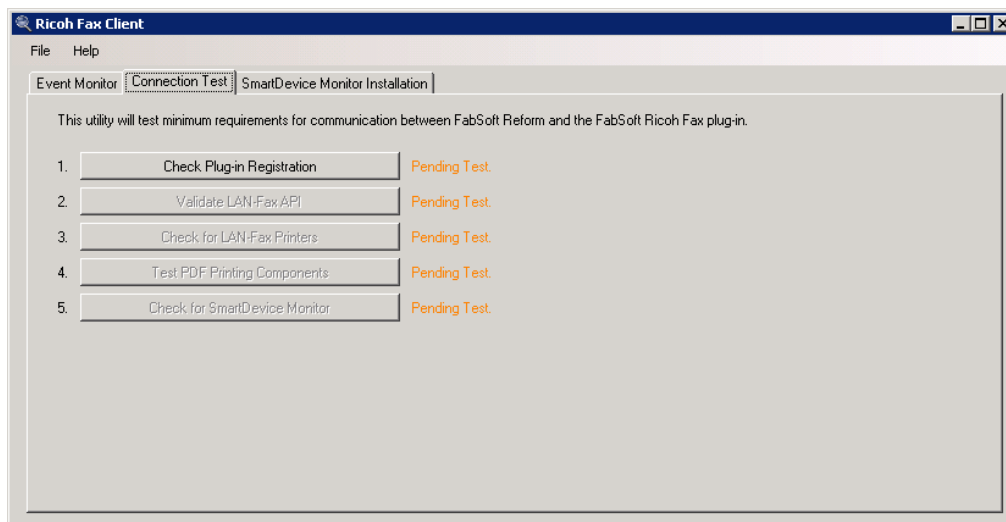 Ricoh Fax Client
File Help
Event Monitor Connection Test SmartDevice Monitor Installation
This utility will test minimum requirements for communication between FabSoft Reform and the FabSoft Ricoh Fax plug-in.
1. Check Plug-in Registration Pending Test.
2. Validate LAN-Fax API Pending Test.
3. Check for LAN-Fax Printers Pending Test.
4. Test PDF Printing Components Pending Test.
5. Check for SmartDevice Monitor Pending Test.